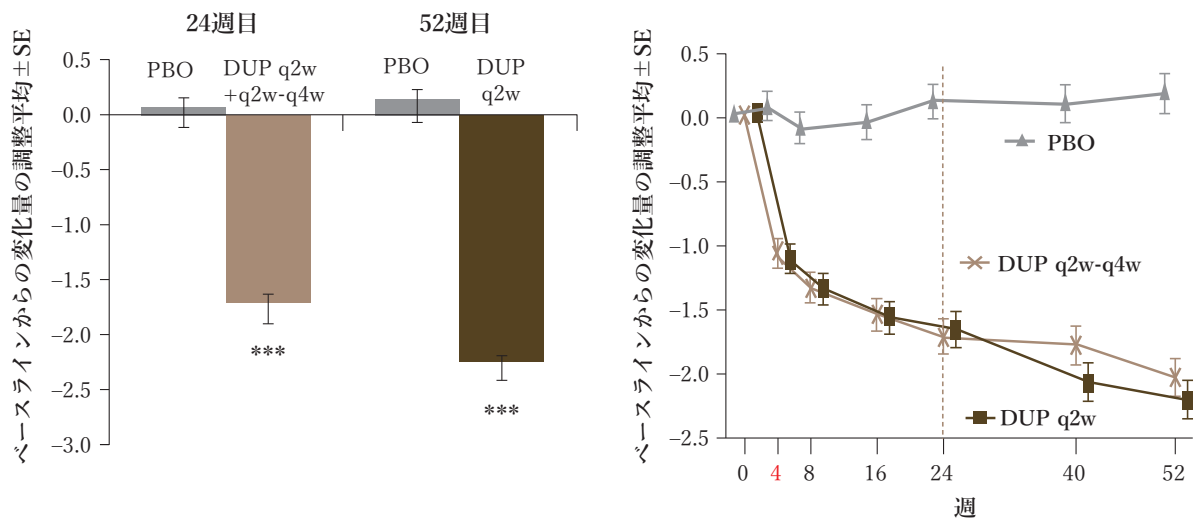 ベースラインからの変化量の調整平均±SE
24週目
52週目
0.5
0.0
–0.5
–1.0
–1.5
–2.0
–2.5
–3.0
PBO
DUP q2w
+q2w-q4w
***
PBO
DUP
q2w
***
ベースラインからの変化量の調整平均±SE
0.5
0.0
–0.5
–1.0
–1.5
–2.0
–2.5
PBO
DUP q2w-q4w
DUP q2w
0 4 8 16 24 40 52
週